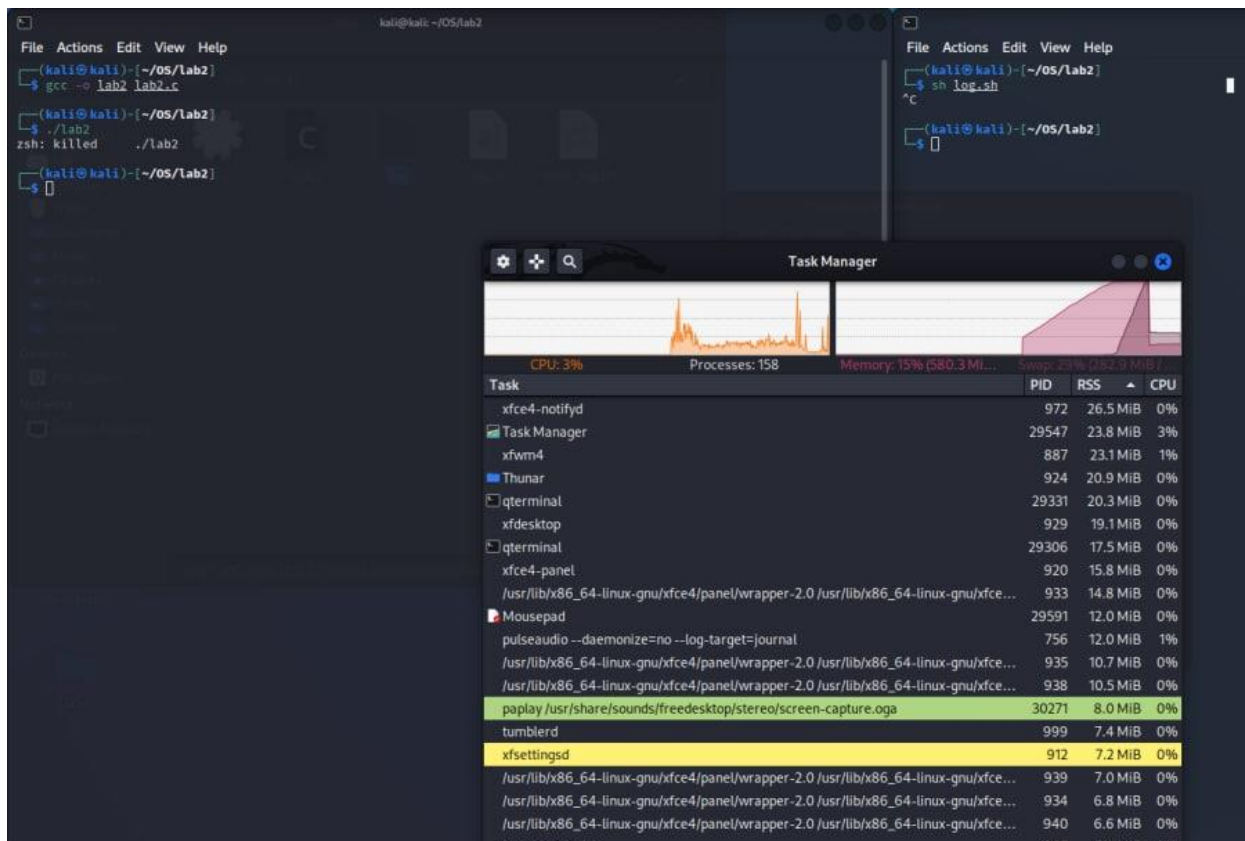 kali@kali: ~/OS/lab2
File Actions Edit View Help
┌──(kali㉿kali)-[~/OS/lab2]
└─$ gcc -o lab2 lab2.c
┌──(kali㉿kali)-[~/OS/lab2]
└─$ ./lab2
zsh: killed ./lab2
┌──(kali㉿kali)-[~/OS/lab2]
└─$
File Actions Edit View Help
┌──(kali㉿kali)-[~/OS/lab2]
└─$ sh log.sh
^C
┌──(kali㉿kali)-[~/OS/lab2]
└─$
Task Manager
CPU: 3% Processes: 158 Memory: 15% (580.3 Mi... Swap: 29% (282.9 MiB / ...
Task PID RSS CPU
xfce4-notifyd 972 26.5 MiB 0%
Task Manager 29547 23.8 MiB 3%
xfwm4 887 23.1 MiB 1%
Thunar 924 20.9 MiB 0%
qterminal 29331 20.3 MiB 0%
xfdesktop 929 19.1 MiB 0%
qterminal 29306 17.5 MiB 0%
xfce4-panel 920 15.8 MiB 0%
/usr/lib/x86_64-linux-gnu/xfce4/panel/wrapper-2.0 /usr/lib/x86_64-linux-gnu/xfce... 933 14.8 MiB 0%
Mousepad 29591 12.0 MiB 0%
pulseaudio --daemonize=no --log-target=journal 756 12.0 MiB 1%
/usr/lib/x86_64-linux-gnu/xfce4/panel/wrapper-2.0 /usr/lib/x86_64-linux-gnu/xfce... 935 10.7 MiB 0%
/usr/lib/x86_64-linux-gnu/xfce4/panel/wrapper-2.0 /usr/lib/x86_64-linux-gnu/xfce... 938 10.5 MiB 0%
paplay /usr/share/sounds/freedesktop/stereo/screen-capture.oga 30271 8.0 MiB 0%
tumblerd 999 7.4 MiB 0%
xfsettingsd 912 7.2 MiB 0%
/usr/lib/x86_64-linux-gnu/xfce4/panel/wrapper-2.0 /usr/lib/x86_64-linux-gnu/xfce... 939 7.0 MiB 0%
/usr/lib/x86_64-linux-gnu/xfce4/panel/wrapper-2.0 /usr/lib/x86_64-linux-gnu/xfce... 934 6.8 MiB 0%
/usr/lib/x86_64-linux-gnu/xfce4/panel/wrapper-2.0 /usr/lib/x86_64-linux-gnu/xfce... 940 6.6 MiB 0%